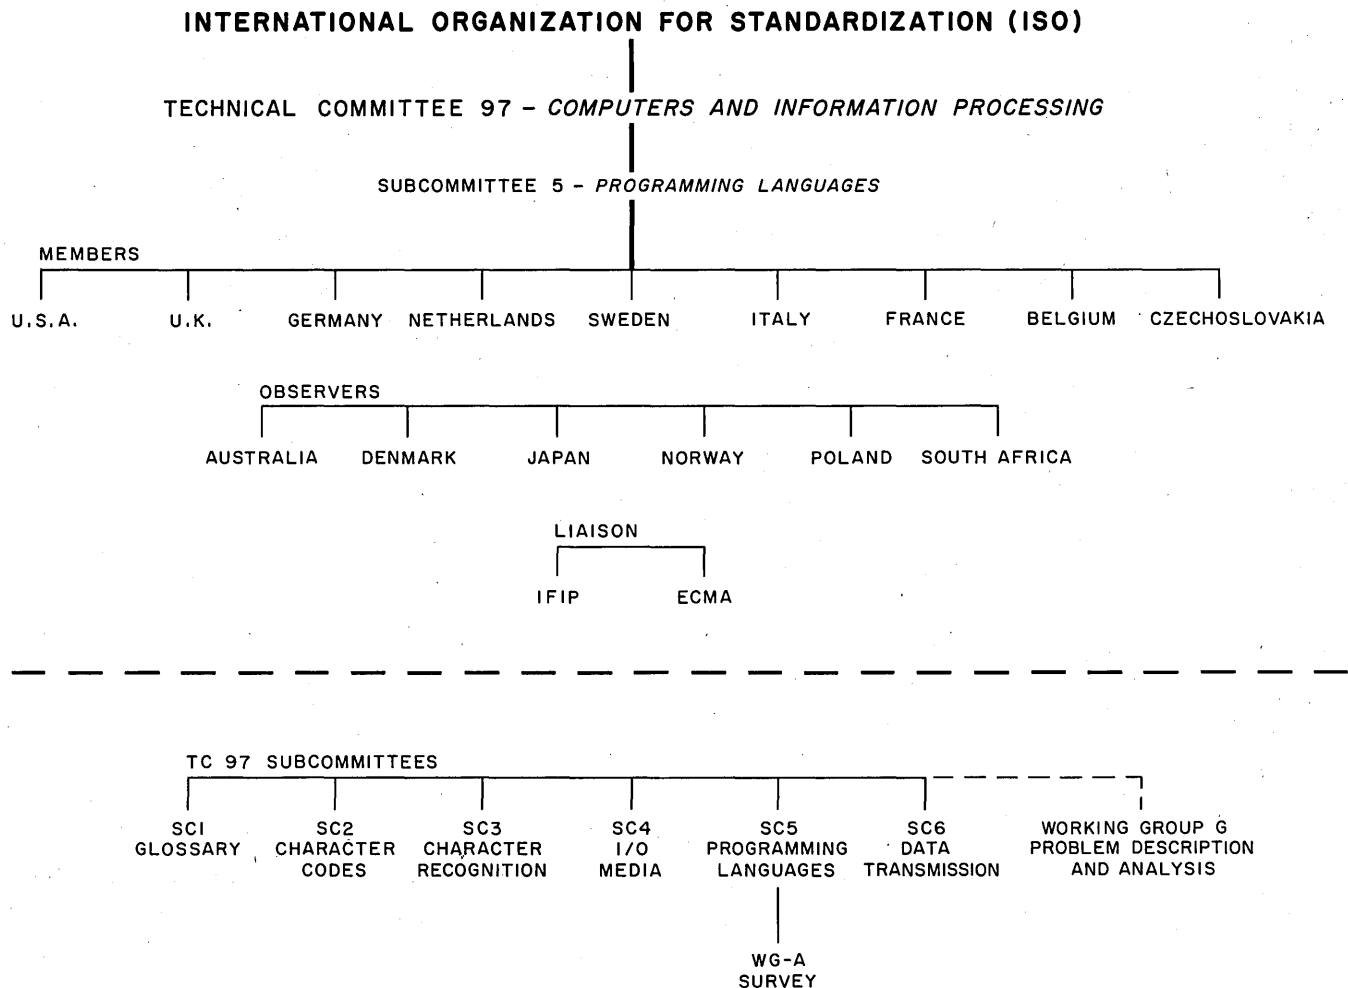 INTERNATIONAL ORGANIZATION FOR STANDARDIZATION (ISO)
TECHNICAL COMMITTEE 97 – COMPUTERS AND INFORMATION PROCESSING
SUBCOMMITTEE 5 – PROGRAMMING LANGUAGES
MEMBERS
U.S.A. U.K. GERMANY NETHERLANDS SWEDEN ITALY FRANCE BELGIUM CZECHOSLOVAKIA
OBSERVERS
AUSTRALIA DENMARK JAPAN NORWAY POLAND SOUTH AFRICA
LIAISON
IFIP ECMA
TC 97 SUBCOMMITTEES
SC1
GLOSSARY
SC2
CHARACTER
CODES
SC3
CHARACTER
RECOGNITION
SC4
I/O
MEDIA
SC5
PROGRAMMING
LANGUAGES
SC6
DATA
TRANSMISSION
WORKING GROUP G
PROBLEM DESCRIPTION
AND ANALYSIS
WG-A
SURVEY